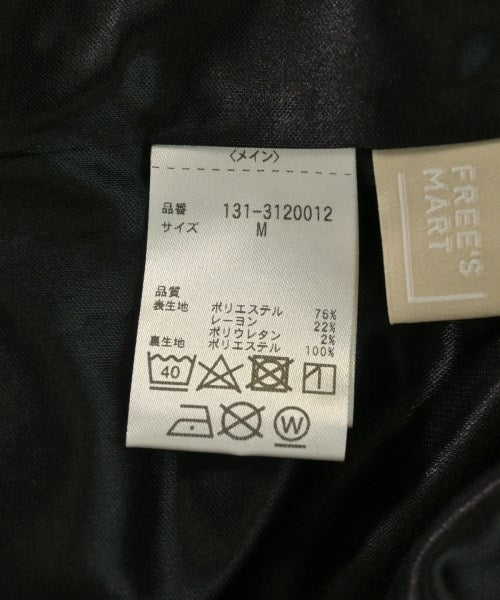 〈メイン〉
品番 131-3120012
サイズ M
品質
表生地 ポリエステル 76%
レーヨン 22%
ポリウレタン 2%
裏生地 ポリエステル 100%
40
W
FREE'S
MART